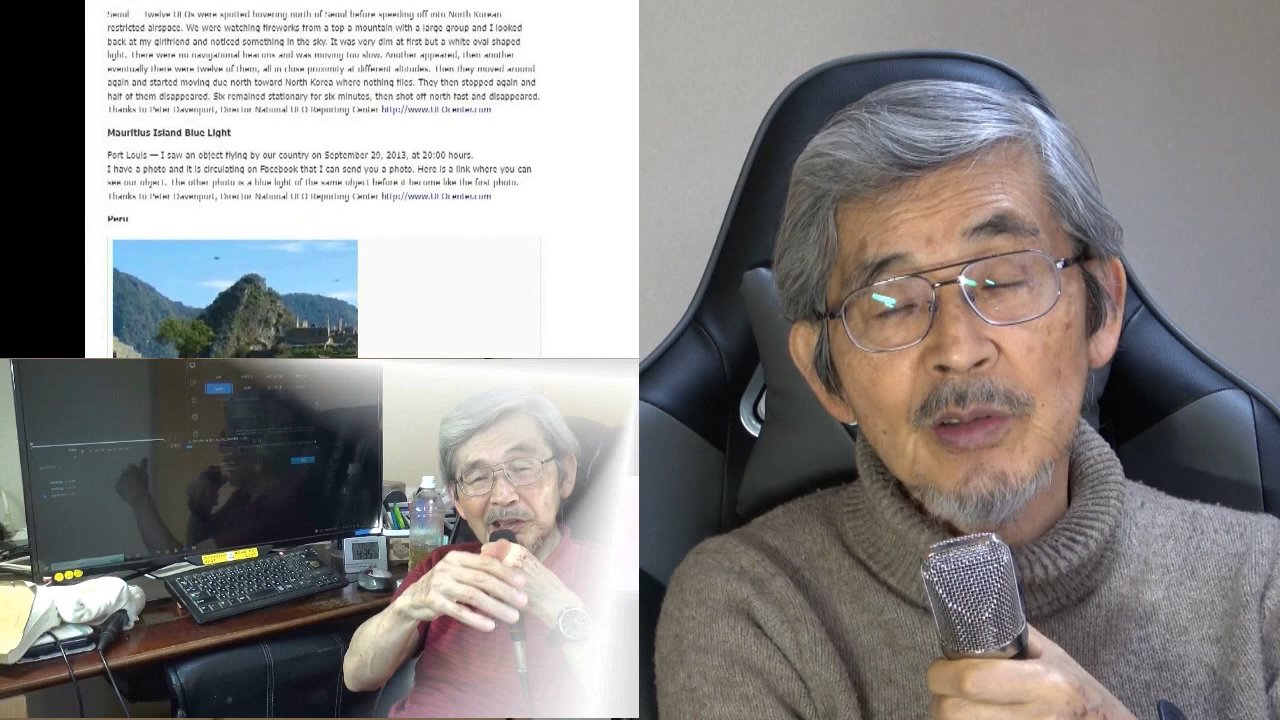 Seoul — Twelve UFOs were spotted hovering north of Seoul before speeding off into North Korean
restricted airspace. We were watching fireworks from a top a mountain with a large group and I looked
back at my girlfriend and noticed something in the sky. It was very dim at first but a white oval shaped
light. There were no navigational beacons and was moving too slow. Another appeared, then another
eventually there were twelve of them, all in close proximity at different altitudes. Then they moved around
again and started moving due north toward North Korea where nothing flies. They then stopped again and
half of them disappeared. Six remained stationary for six minutes, then shot off north fast and disappeared.
Thanks to Peter Davenport, Director National UFO Reporting Center http://www.UFOcenter.com
Mauritius Island Blue Light
Port Louis — I saw an object flying by our country on September 29, 2013, at 20:00 hours.
I have a photo and it is circulating on Facebook that I can send you a photo. Here is a link where you can
see our object. The other photo is a blue light of the same object before it become like the first photo.
Thanks to Peter Davenport, Director National UFO Reporting Center http://www.UFOcenter.com
Peru
4:35